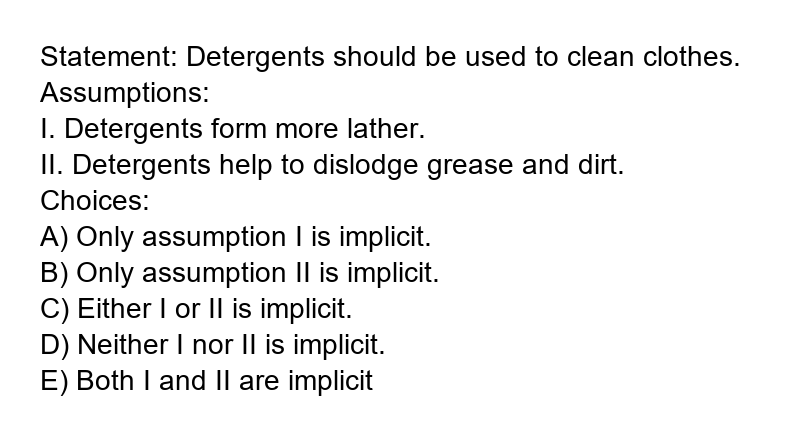 Statement: Detergents should be used to clean clothes.
Assumptions:
I. Detergents form more lather.
II. Detergents help to dislodge grease and dirt.
Choices:
A) Only assumption I is implicit.
B) Only assumption II is implicit.
C) Either I or II is implicit.
D) Neither I nor II is implicit.
E) Both I and II are implicit